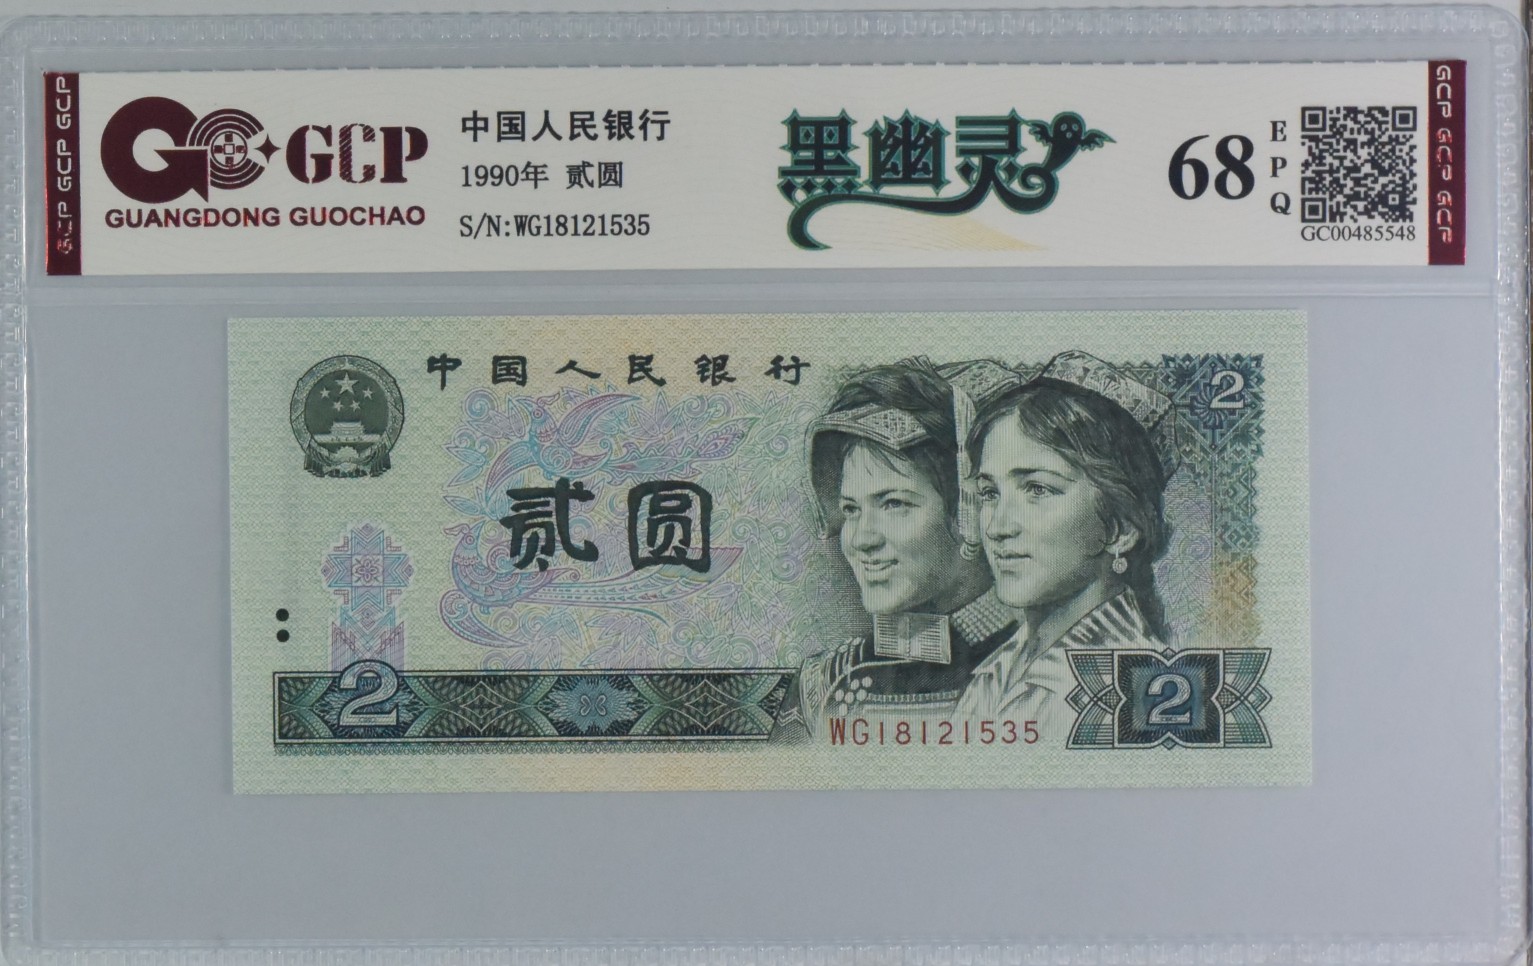 GCP GCP GCP
GCP
GUANGDONG GUOCHAO
中国人民银行
1990年 贰圆
S/N:WG18121535
黑幽灵
68
EPQ
GC00485548
GCP GCP GCP
中国人民银行
2
贰圆
2
WG18121535
2